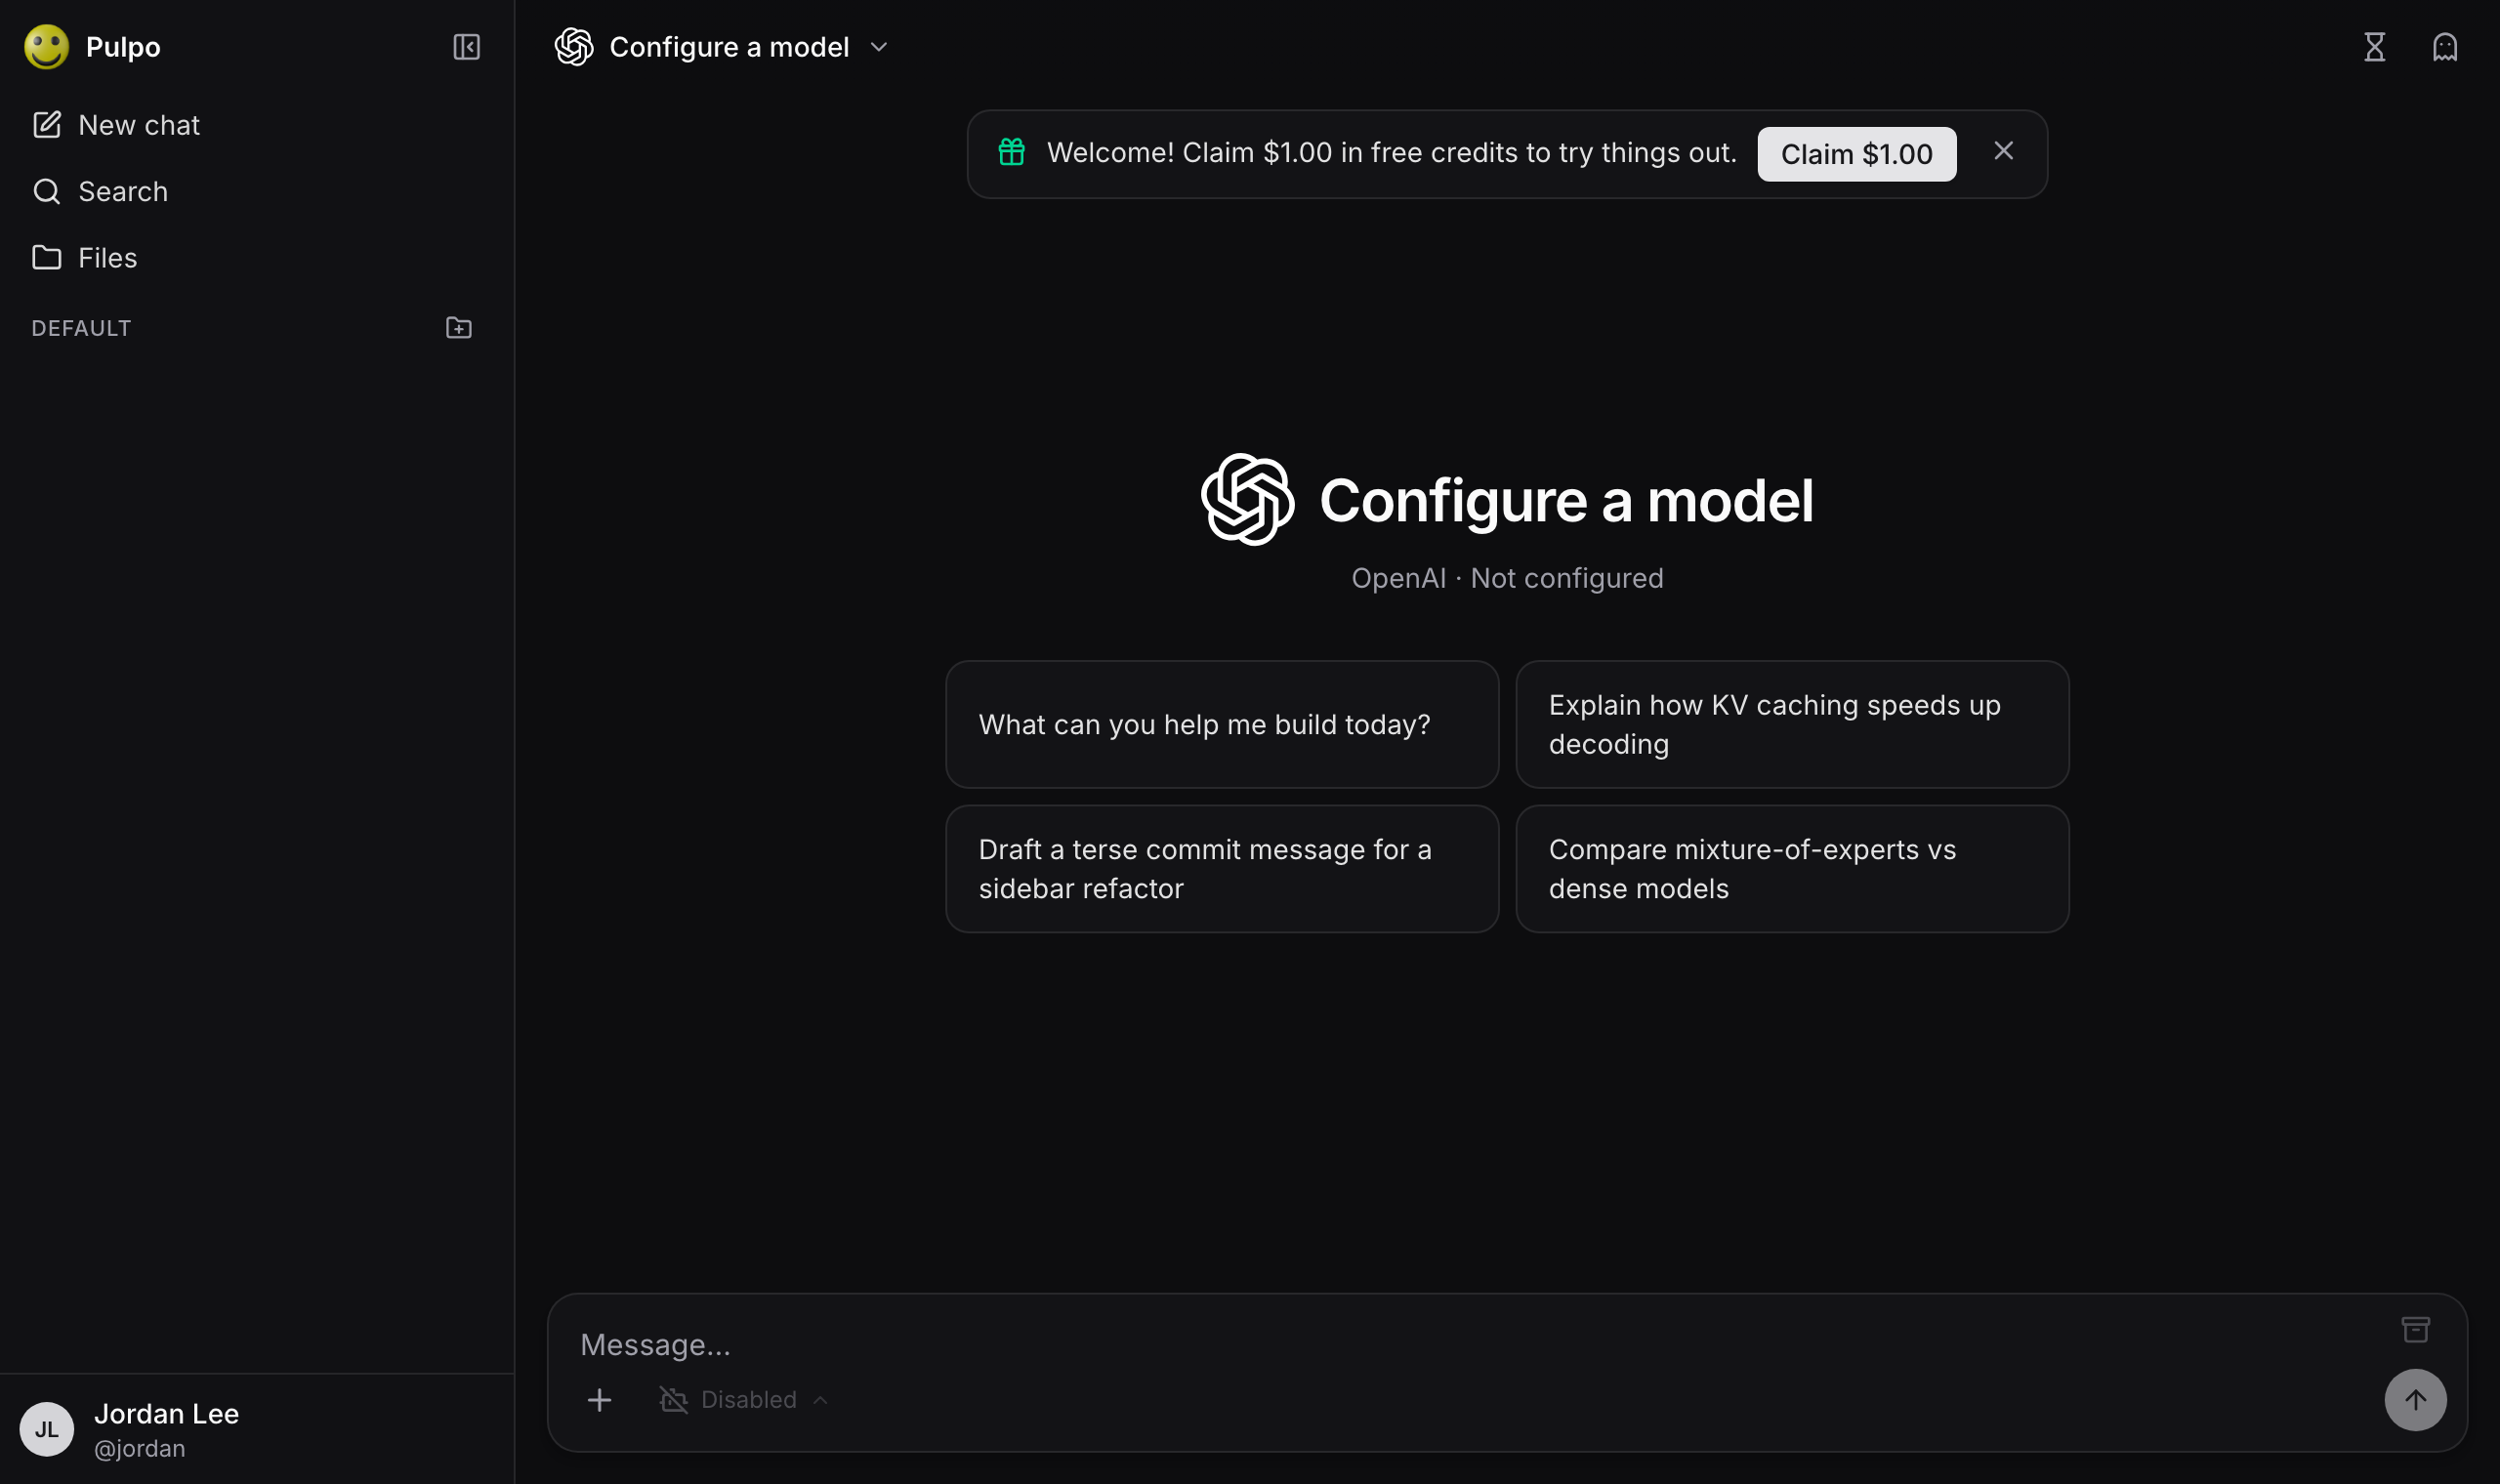 Pulpo
New chat
Search
Files
DEFAULT
Jordan Lee
@jordan
JL
Configure a model
Welcome! Claim $1.00 in free credits to try things out.
Claim $1.00
Configure a model
OpenAI · Not configured
What can you help me build today?
Explain how KV caching speeds up
decoding
Draft a terse commit message for a
sidebar refactor
Compare mixture-of-experts vs
dense models
Message...
Disabled